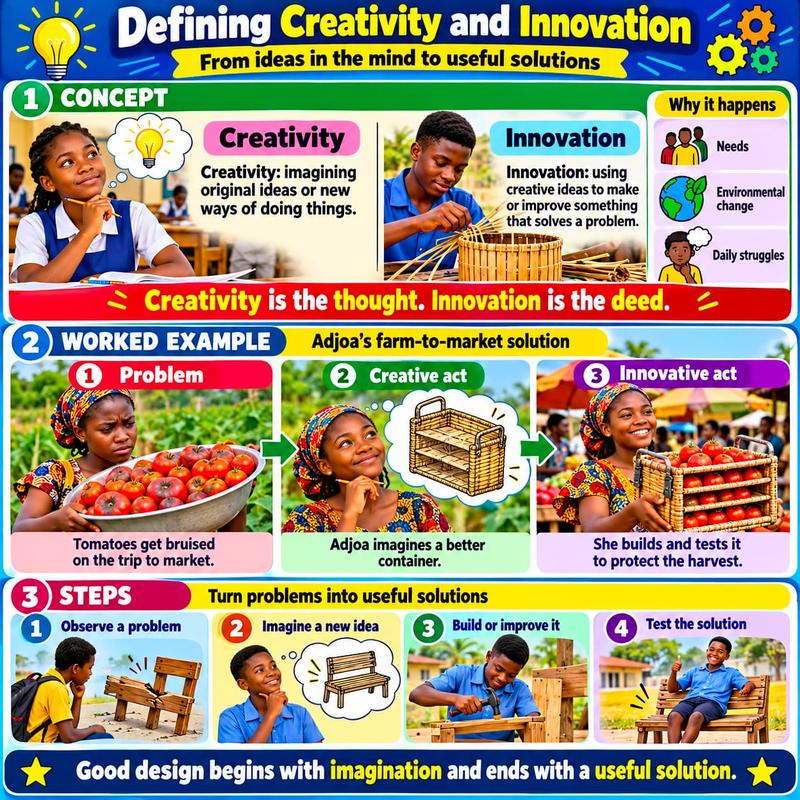 Defining Creativity and Innovation
From ideas in the mind to useful solutions
1 CONCEPT
Creativity
Creativity: imagining
original ideas or new
ways of doing things.
Innovation
Innovation: using
creative ideas to make
or improve something
that solves a problem.
Why it happens
Needs
Environmental
change
Daily struggles
Creativity is the thought. Innovation is the deed.
2 WORKED EXAMPLE
Adjoa's farm-to-market solution
1 Problem
Tomatoes get bruised
on the trip to market.
2 Creative act
Adjoa imagines a better
container.
3 Innovative act
She builds and tests it
to protect the harvest.
3 STEPS
Turn problems into useful solutions
1 Observe a problem
2 Imagine a new idea
3 Build or improve it
4 Test the solution
Good design begins with imagination and ends with a useful solution.